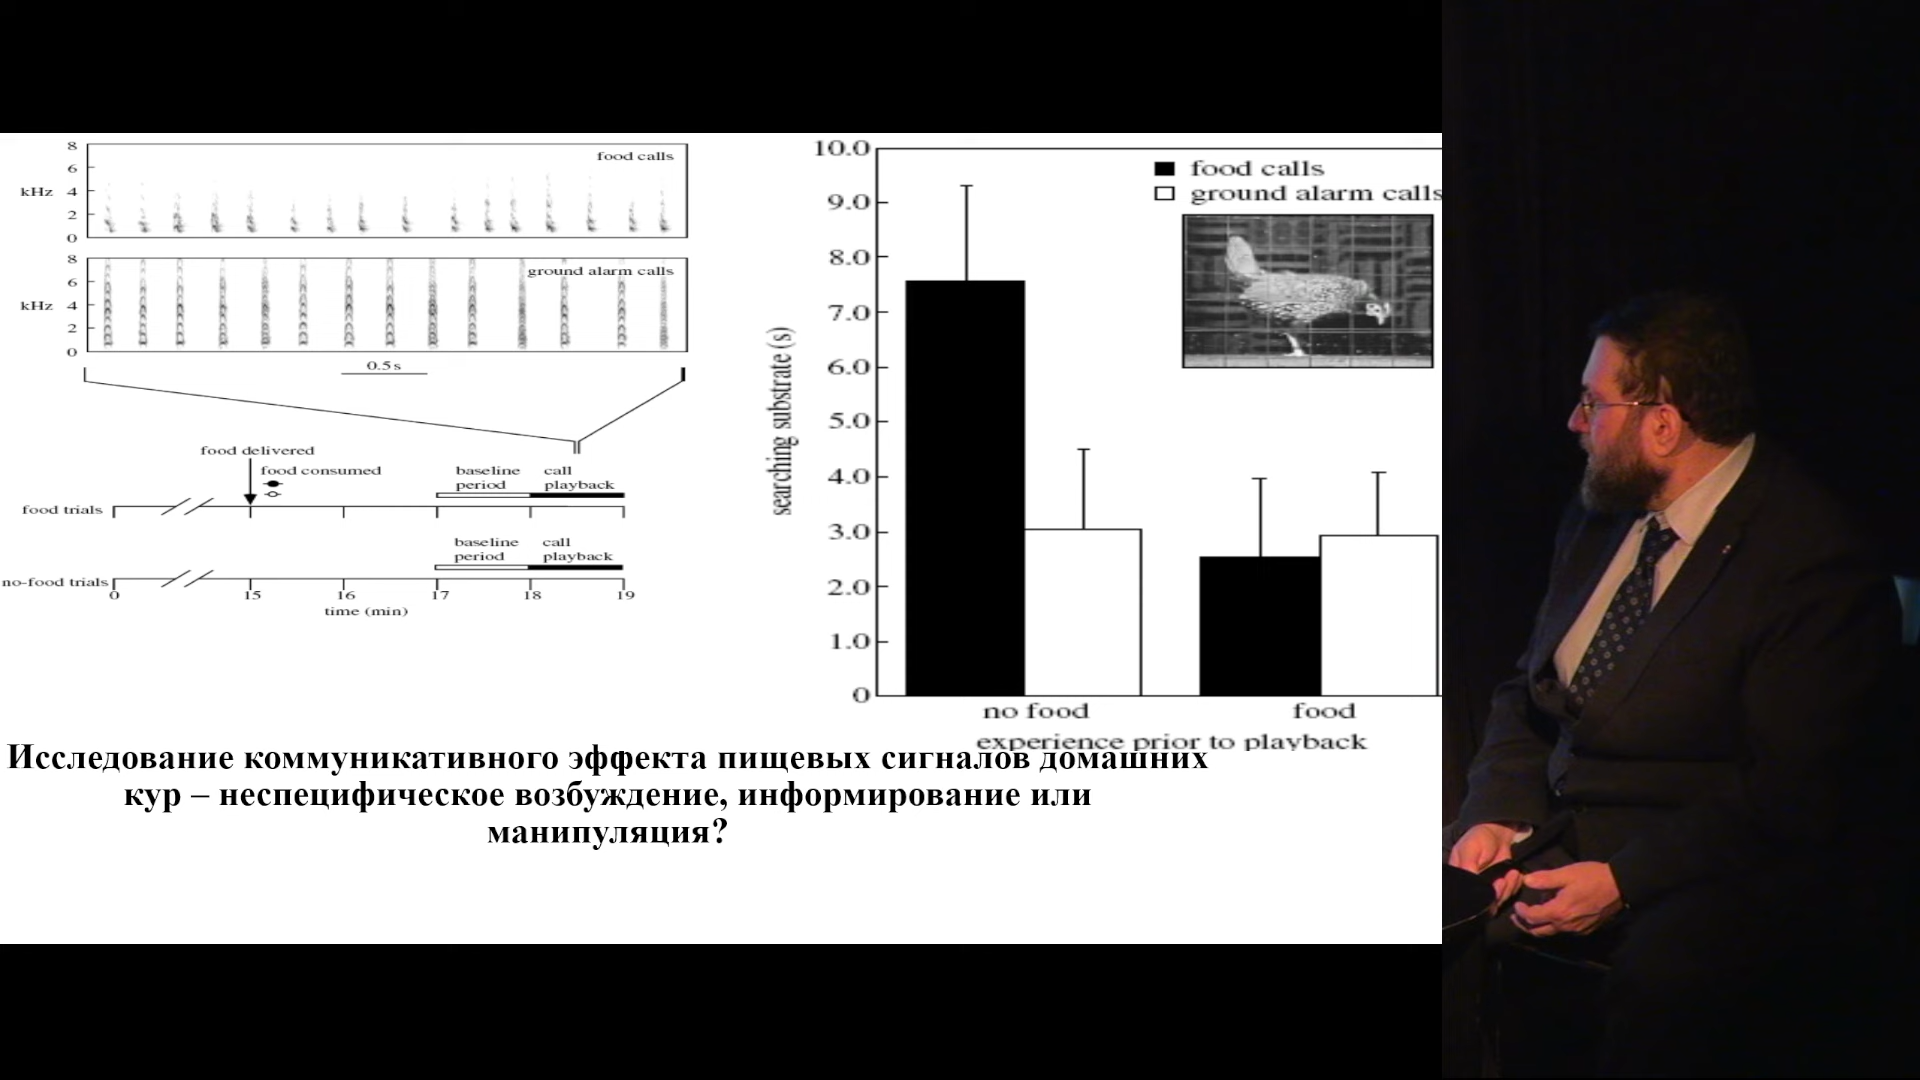 8
food calls
6
kHz 4
2
0
8
ground alarm calls
6
kHz 4
2
0
0.5 s
food delivered
food consumed
baseline period
call playback
food trials
baseline period
call playback
no-food trials
0 15 16 17 18 19
time (min)
10.0
9.0
8.0
7.0
6.0
5.0
4.0
3.0
2.0
1.0
0
searching substrate (s)
food calls
ground alarm calls
no food food
experience prior to playback
Исследование коммуникативного эффекта пищевых сигналов домашних
кур – неспецифическое возбуждение, информирование или
манипуляция?